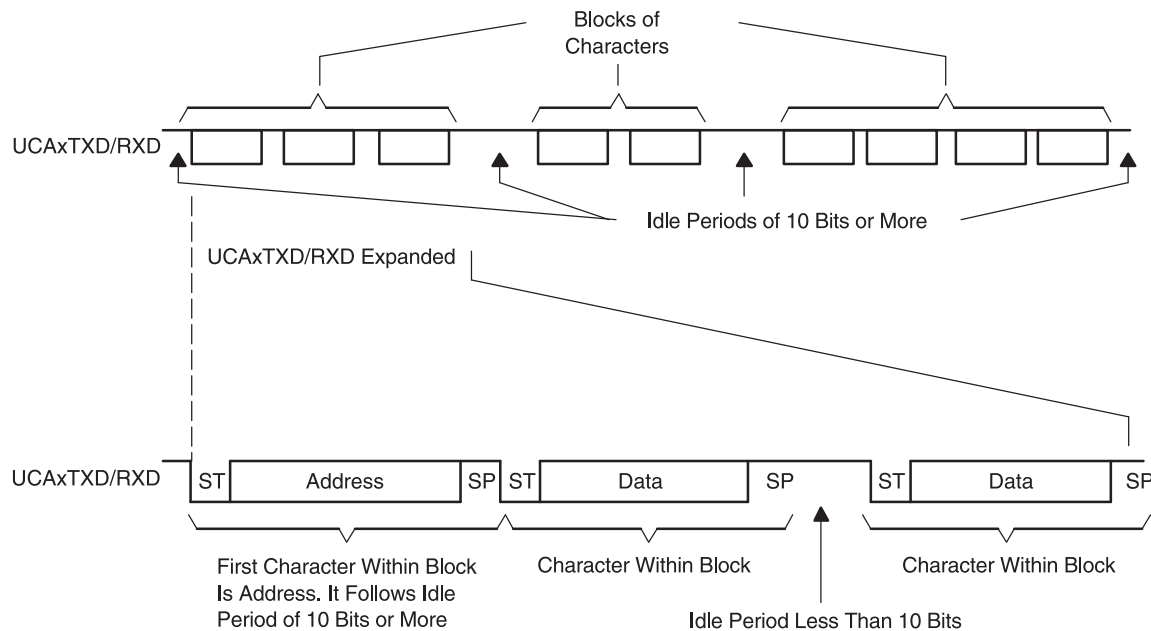 Blocks of
Characters
UCAxTXD/RXD
Idle Periods of 10 Bits or More
UCAxTXD/RXD Expanded
UCAxTXD/RXD
ST
Address
SP
ST
Data
SP
ST
Data
SP
First Character Within Block
Is Address. It Follows Idle
Period of 10 Bits or More
Character Within Block
Character Within Block
Idle Period Less Than 10 Bits